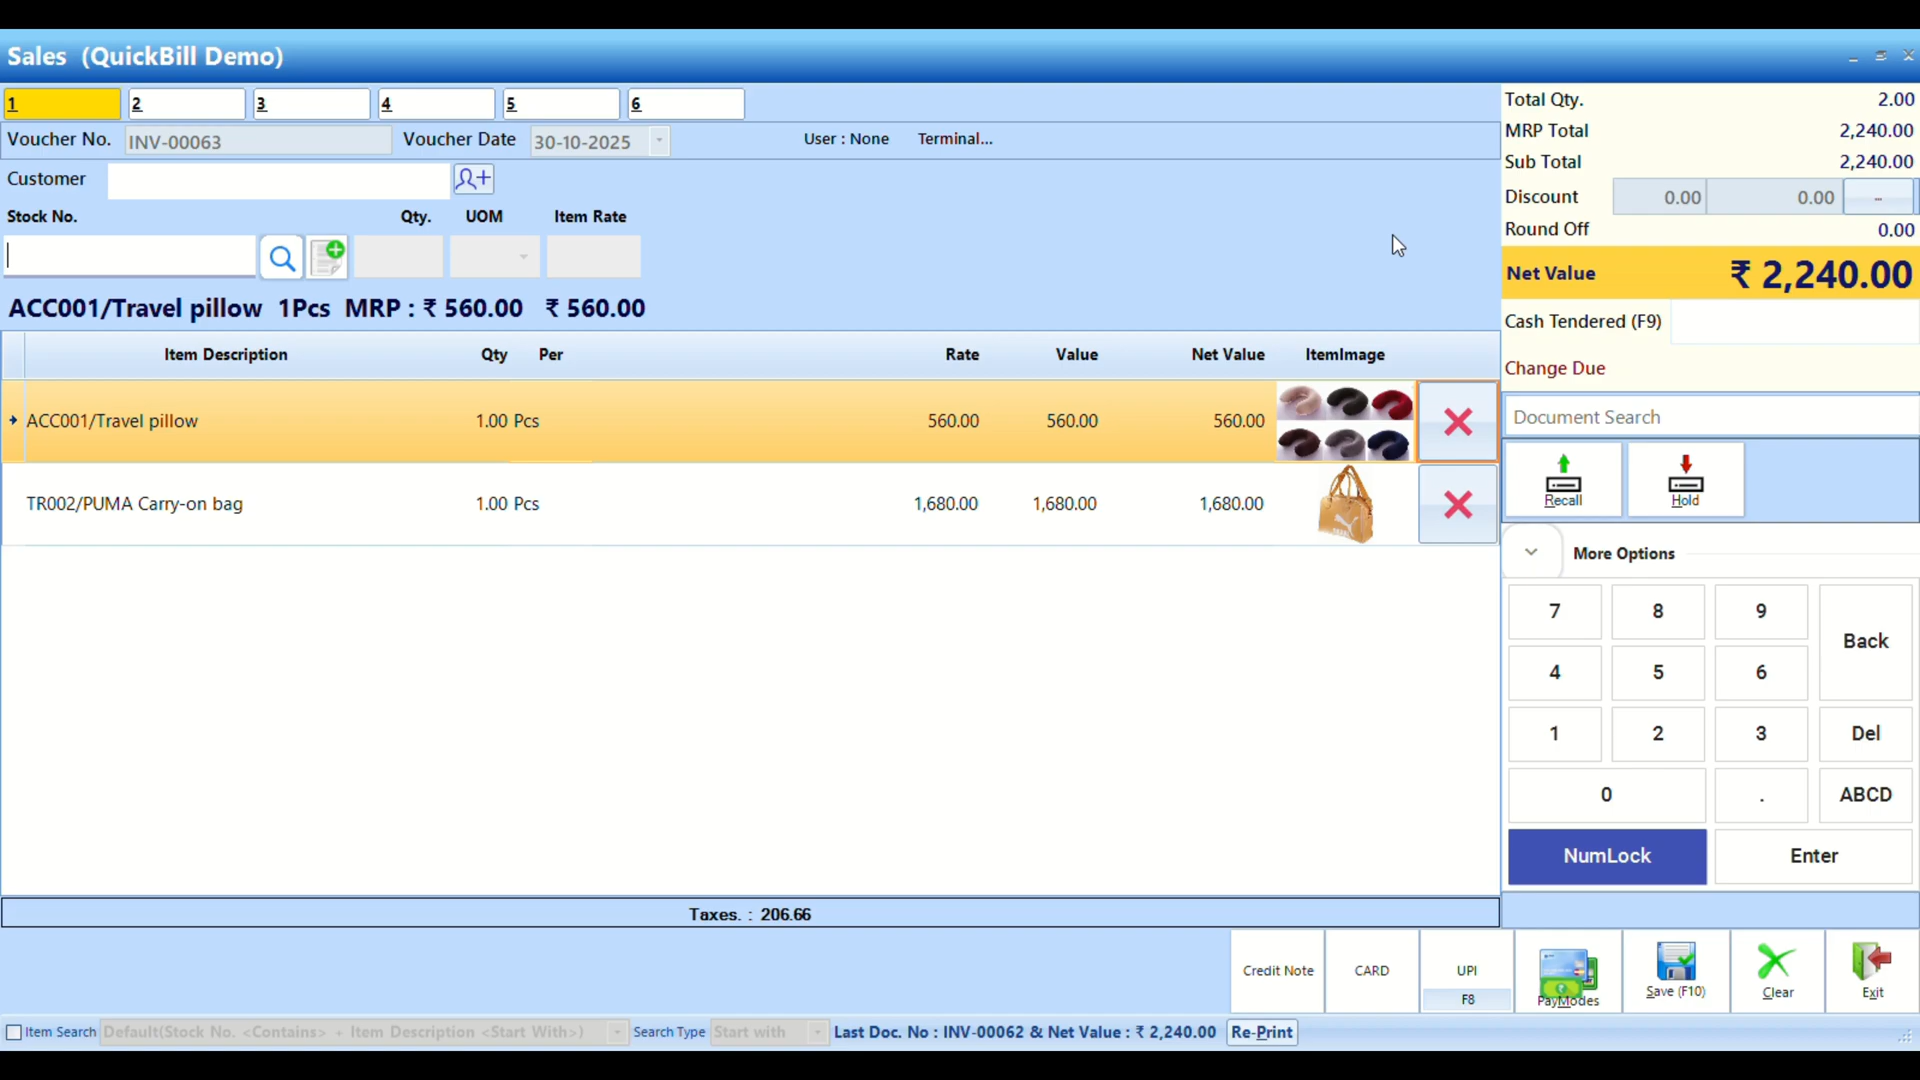 Sales (QuickBill Demo)
1 2 3 4 5 6
Voucher No. INV-00063 Voucher Date 30-10-2025 User : None Terminal...
Customer
Stock No. Qty. UOM Item Rate
ACC001/Travel pillow 1Pcs MRP : ₹ 560.00 ₹ 560.00
Item Description Qty Per Rate Value Net Value ItemImage
ACC001/Travel pillow 1.00 Pcs 560.00 560.00 560.00
TR002/PUMA Carry-on bag 1.00 Pcs 1,680.00 1,680.00 1,680.00
Taxes. : 206.66
Total Qty. 2.00
MRP Total 2,240.00
Sub Total 2,240.00
Discount 0.00 0.00 ...
Round Off 0.00
Net Value ₹ 2,240.00
Cash Tendered (F9)
Change Due
Document Search
Recall Hold
More Options
7 8 9 Back
4 5 6
1 2 3 Del
0 . ABCD
NumLock Enter
Credit Note CARD UPI F8 PayModes Save (F10) Clear Exit
Item Search Default(Stock No. <Contains> + Item Description <Start With>) Search Type Start with Last Doc. No : INV-00062 & Net Value : ₹ 2,240.00 Re-Print